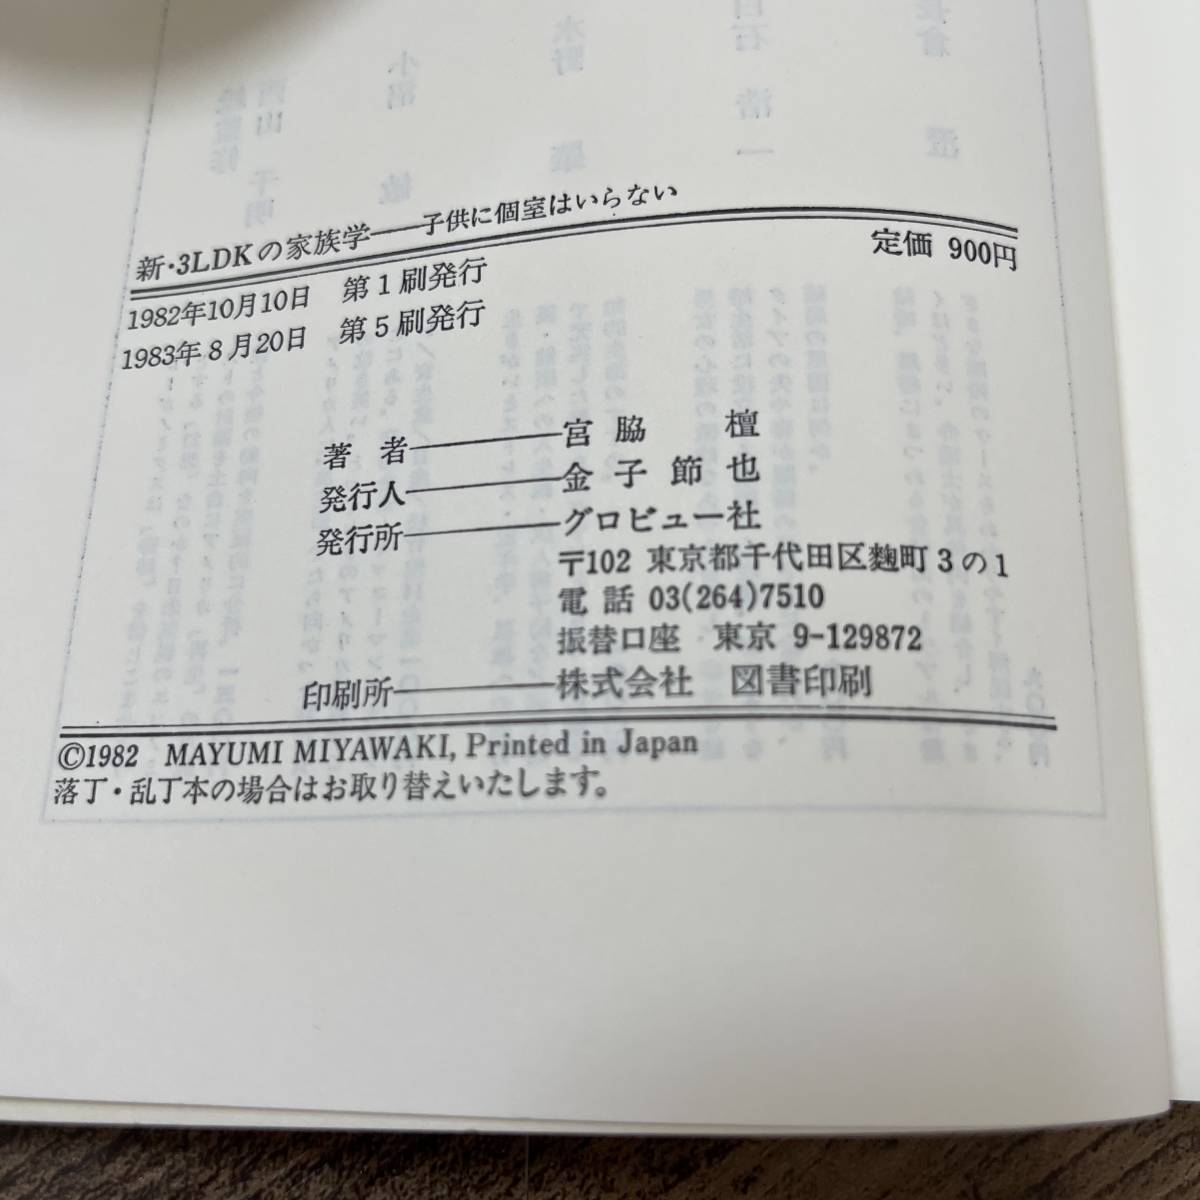 新・3LDKの家族学――子供に個室はいらない
定価 900円
1982年10月10日 第1刷発行
1983年8月20日 第5刷発行
著者――宮脇 檀
発行人――金子節也
発行所――グロビュー社
〒102 東京都千代田区麴町3の1
電話 03(264)7510
振替口座 東京 9-129872
印刷所――株式会社 図書印刷
©1982 MAYUMI MIYAWAKI, Printed in Japan
落丁・乱丁本の場合はお取り替えいたします。